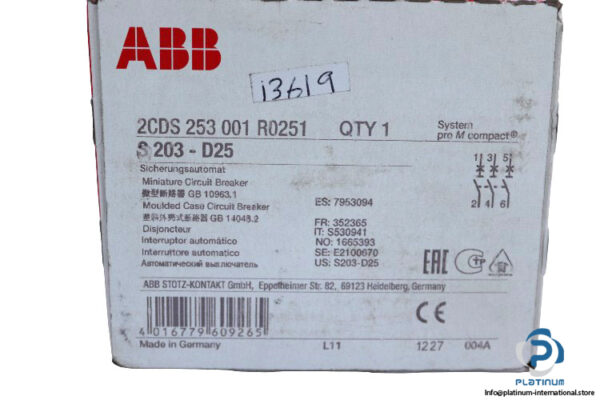 ABB
i3619
2CDS 253 001 R0251 QTY 1
System
pro M compact®
S 203 - D25
Sicherungsautomat
Miniature Circuit Breaker
微型断路器 GB 10963.1
Moulded Case Circuit Breaker
塑料外壳式断路器 GB 14048.2
Disjoncteur
Interruptor automático
Interruttore automatico
Автоматический выключатель
ES: 7953094
FR: 352365
IT: S530941
NO: 1665393
SE: E2100670
US: S203-D25
1 3 5
2 4 6
EAC
ABB STOTZ-KONTAKT GmbH, Eppelheimer Str. 82, 69123 Heidelberg, Germany
4 016779 609265
CE
Made in Germany L11 1227 004A
PLATINUM
Info@platinum-international.store